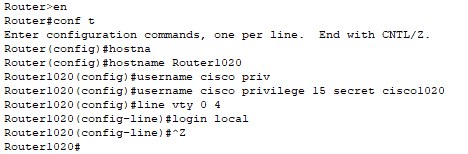 Router>en
Router#conf t
Enter configuration commands, one per line.  End with CNTL/Z.
Router(config)#hostna
Router(config)#hostname Router1020
Router1020(config)#username cisco priv
Router1020(config)#username cisco privilege 15 secret cisco1020
Router1020(config)#line vty 0 4
Router1020(config-line)#login local
Router1020(config-line)#^Z
Router1020#